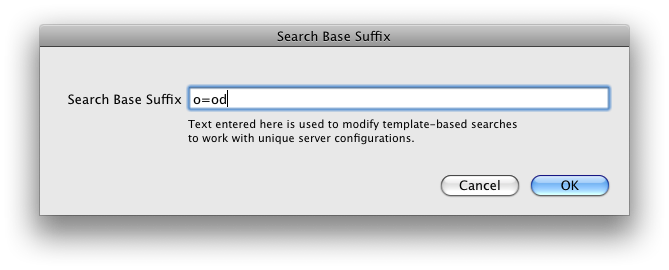 Search Base Suffix
Search Base Suffix o=od
Text entered here is used to modify template-based searches
to work with unique server configurations.
Cancel OK